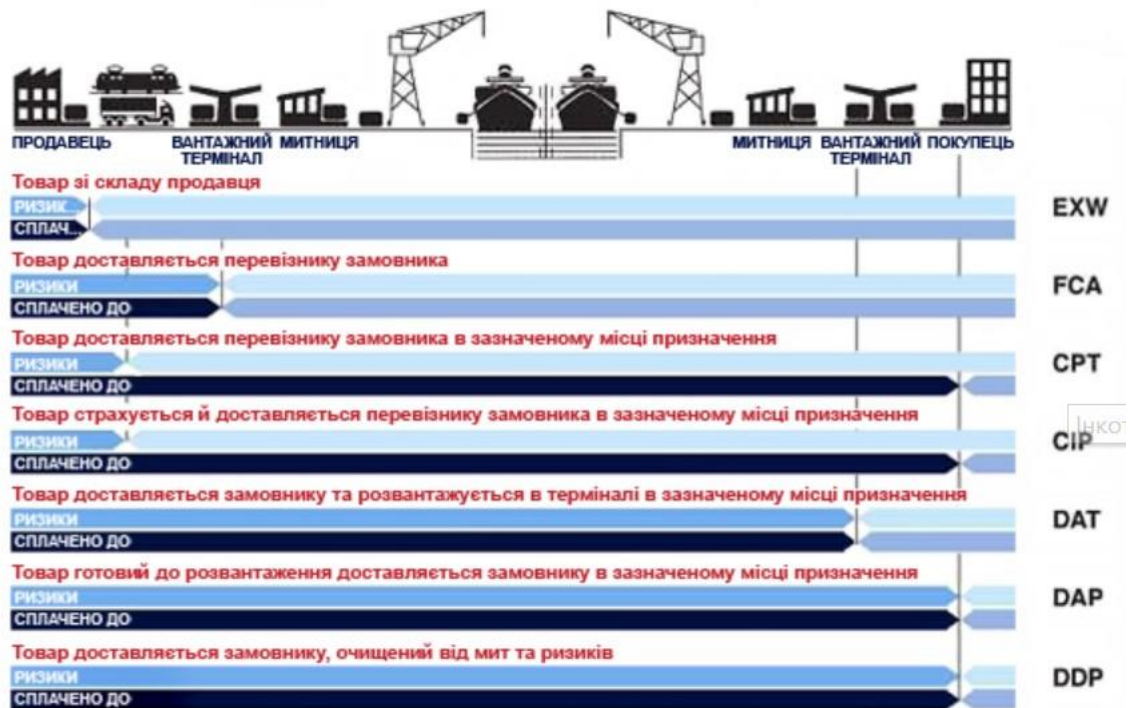 ПРОДАВЕЦЬ ВАНТАЖНИЙ ТЕРМІНАЛ МИТНИЦЯ МИТНИЦЯ ВАНТАЖНИЙ ТЕРМІНАЛ ПОКУПЕЦЬ
Товар зі складу продавця
РИЗИК...
СПЛАЧ...
EXW
Товар доставляється перевізнику замовника
РИЗИКИ
СПЛАЧЕНО ДО
FCA
Товар доставляється перевізнику замовника в зазначеному місці призначення
РИЗИКИ
СПЛАЧЕНО ДО
CPT
Товар страхується й доставляється перевізнику замовника в зазначеному місці призначення
РИЗИКИ
СПЛАЧЕНО ДО
CIP
Товар доставляється замовнику та розвантажується в терміналі в зазначеному місці призначення
РИЗИКИ
СПЛАЧЕНО ДО
DAT
Товар готовий до розвантаження доставляється замовнику в зазначеному місці призначення
РИЗИКИ
СПЛАЧЕНО ДО
DAP
Товар доставляється замовнику, очищений від мит та ризиків
РИЗИКИ
СПЛАЧЕНО ДО
DDP